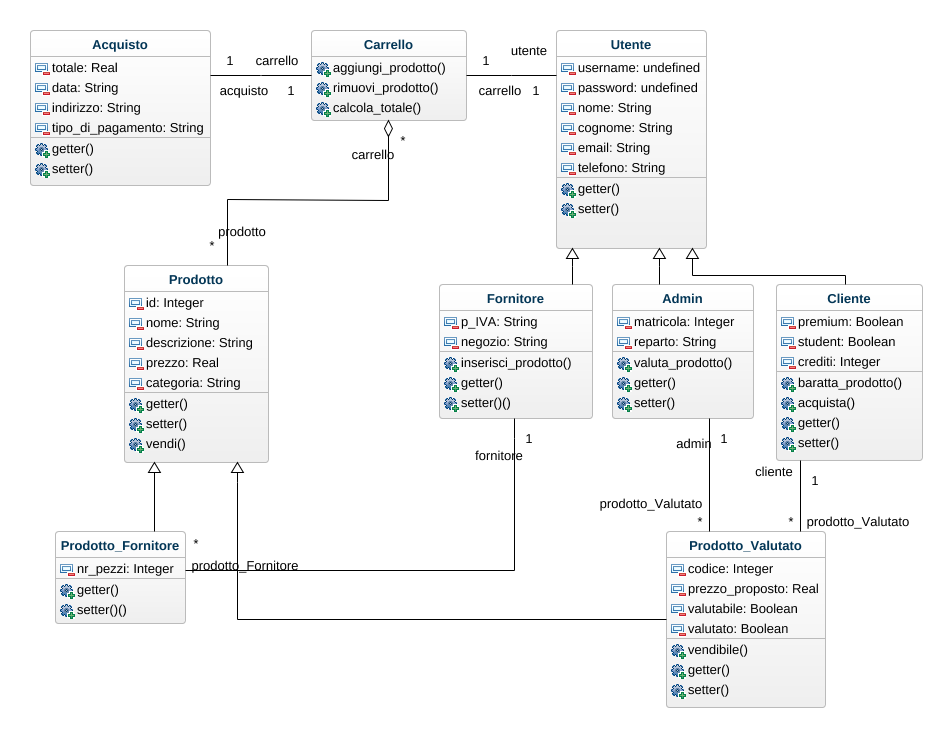 Acquisto
totale: Real
data: String
indirizzo: String
tipo_di_pagamento: String
getter()
setter()
1 carrello
acquisto 1
Carrello
aggiungi_prodotto()
rimuovi_prodotto()
calcola_totale()
utente
1
carrello 1
Utente
username: undefined
password: undefined
nome: String
cognome: String
email: String
telefono: String
getter()
setter()
*
carrello
prodotto
*
Prodotto
id: Integer
nome: String
descrizione: String
prezzo: Real
categoria: String
getter()
setter()
vendi()
Fornitore
p_IVA: String
negozio: String
inserisci_prodotto()
getter()
setter()()
Admin
matricola: Integer
reparto: String
valuta_prodotto()
getter()
setter()
Cliente
premium: Boolean
student: Boolean
crediti: Integer
baratta_prodotto()
acquista()
getter()
setter()
1
fornitore
admin 1
cliente
1
prodotto_Valutato
*
* prodotto_Valutato
Prodotto_Fornitore
nr_pezzi: Integer
getter()
setter()()
*
prodotto_Fornitore
Prodotto_Valutato
codice: Integer
prezzo_proposto: Real
valutabile: Boolean
valutato: Boolean
vendibile()
getter()
setter()